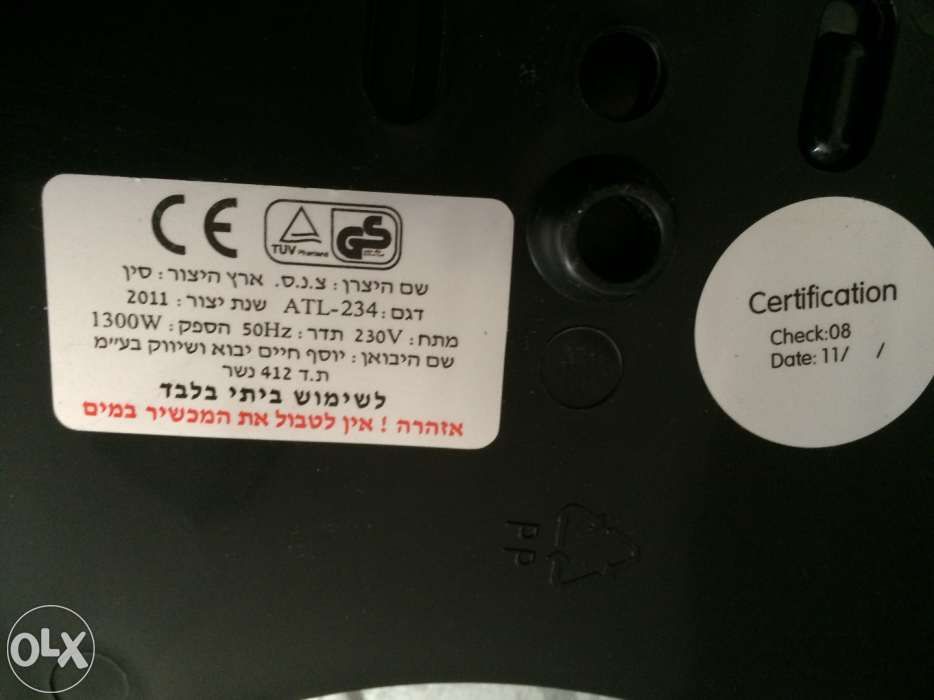 CE
TUV Rheinland GS
שם היצרן: צ.נ.ס. ארץ היצור: סין
דגם: ATL-234 שנת יצור: 2011
מתח: 230V תדר: 50Hz הספק: 1300W
שם היבואן: יוסף חיים יבוא ושיווק בע״מ
ת.ד 412 נשר
לשימוש ביתי בלבד
אזהרה ! אין לטבול את המכשיר במים
Certification
Check:08
Date: 11/ /
PP
OLX